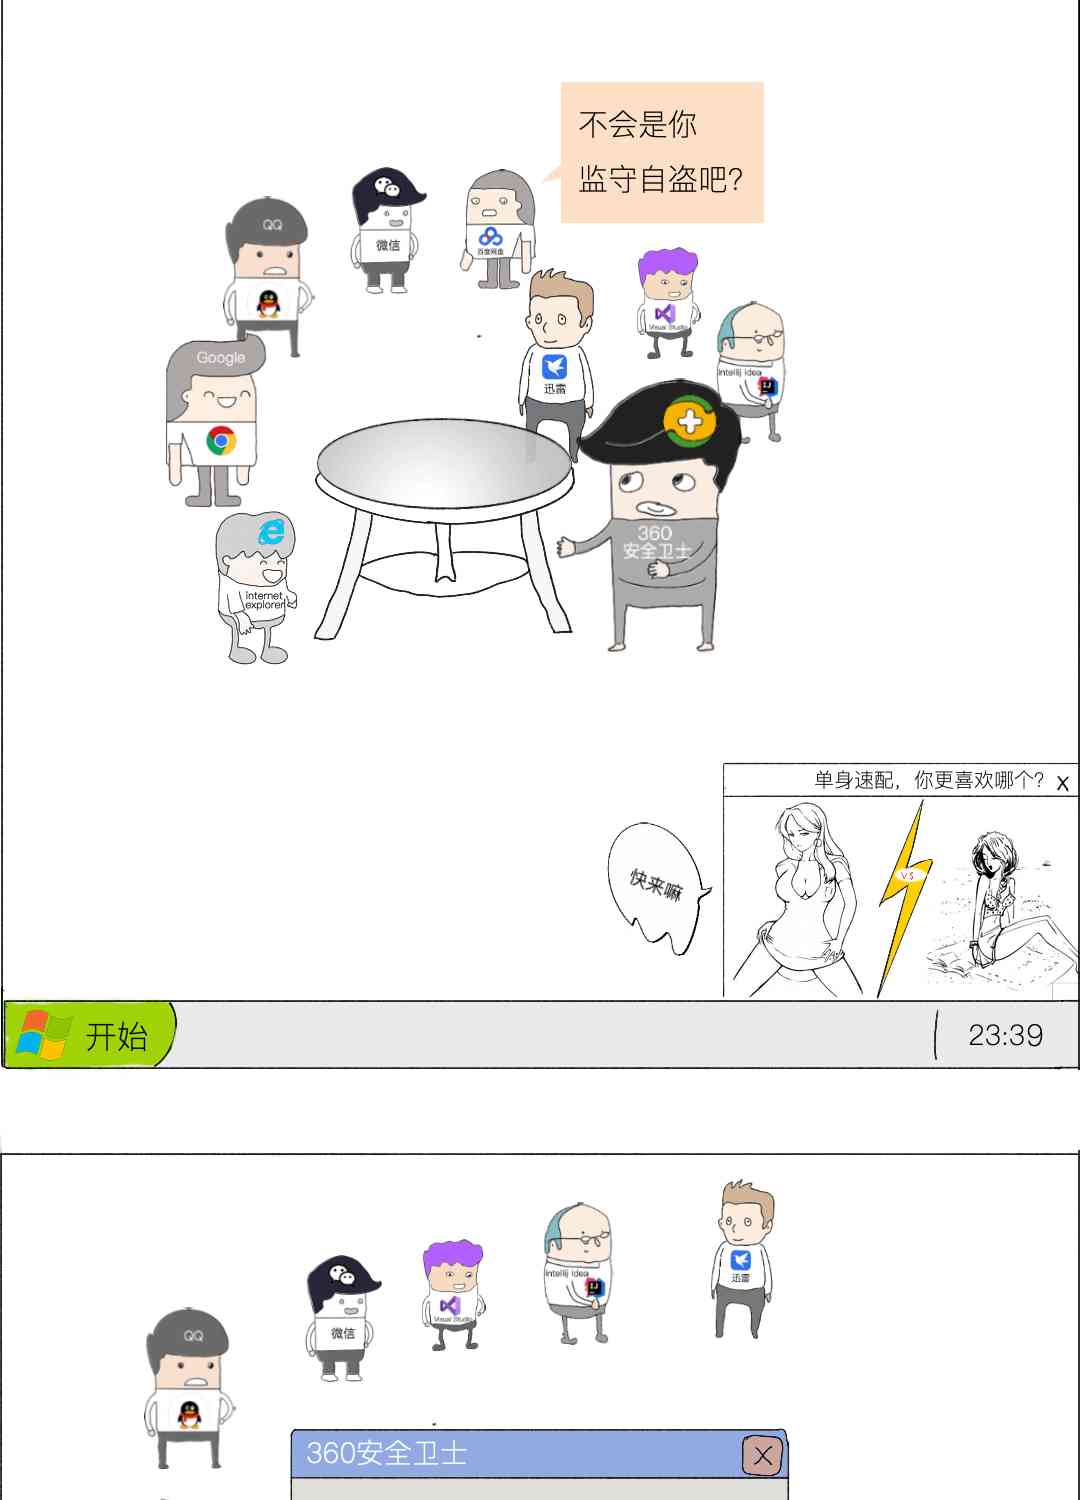 不会是你
监守自盗吧？
QQ
微信
百度网盘
Visual Studio
Google
迅雷
intellij idea
360
安全卫士
internet
explorer
单身速配，你更喜欢哪个？ X
快来嘛
VS
开始
23:39
迅雷
intellij idea
微信
Visual Studio
QQ
360安全卫士 X